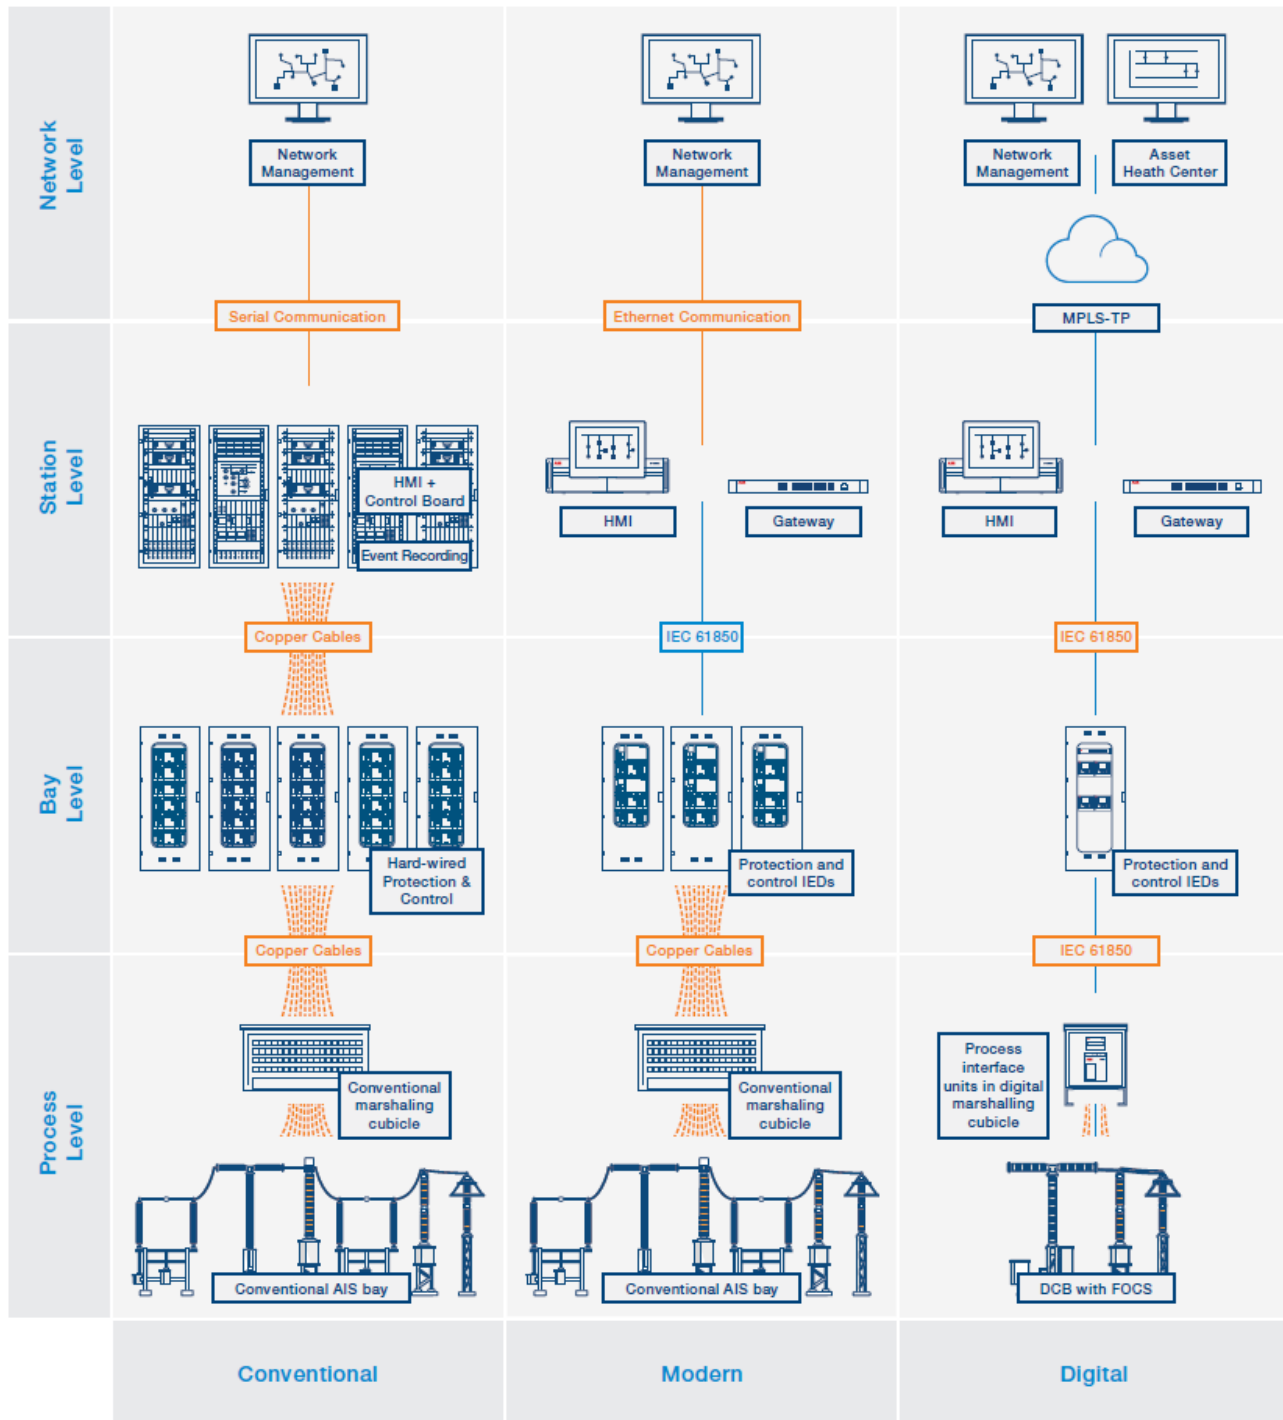 Network
Level
Network
Management
Network
Management
Network
Management
Asset
Heath Center
Serial Communication
Ethernet Communication
MPLS-TP
Station
Level
HMI +
Control Board
Event Recording
HMI
Gateway
HMI
Gateway
Copper Cables
IEC 61850
IEC 61850
Bay
Level
Hard-wired
Protection &
Control
Protection and
control IEDs
Protection and
control IEDs
Copper Cables
Copper Cables
IEC 61850
Process
Level
Conventional
marshaling
cubicle
Conventional
marshaling
cubicle
Process
interface
units in digital
marshalling
cubicle
Conventional AIS bay
Conventional AIS bay
DCB with FOCS
Conventional
Modern
Digital